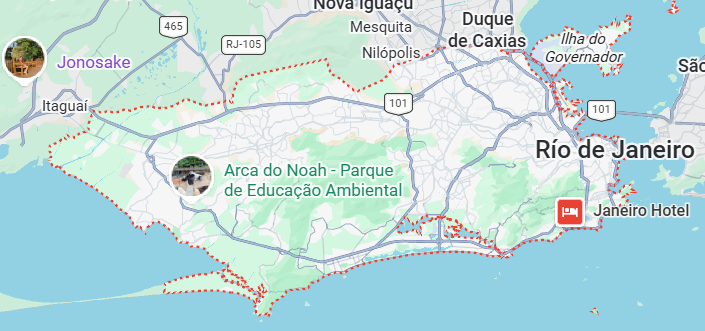 Nova Iguaçu
465
Mesquita
Duque
de Caxias
RJ-105
Nilópolis
Ilha do
Governador
Jonosake
São
Itaguaí
101
101
Río de Janeiro
Arca do Noah - Parque
de Educação Ambiental
Janeiro Hotel